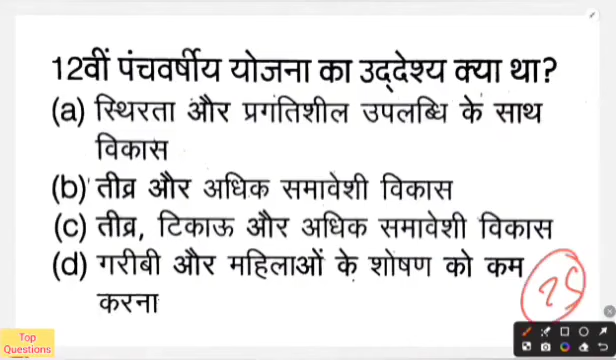 12वीं पंचवर्षीय योजना का उद्देश्य क्या था?
(a) स्थिरता और प्रगतिशील उपलब्धि के साथ
विकास
(b) तीव्र और अधिक समावेशी विकास
(c) तीव्र, टिकाऊ और अधिक समावेशी विकास
(d) गरीबी और महिलाओं के शोषण को कम
करना
25
Top
Questions